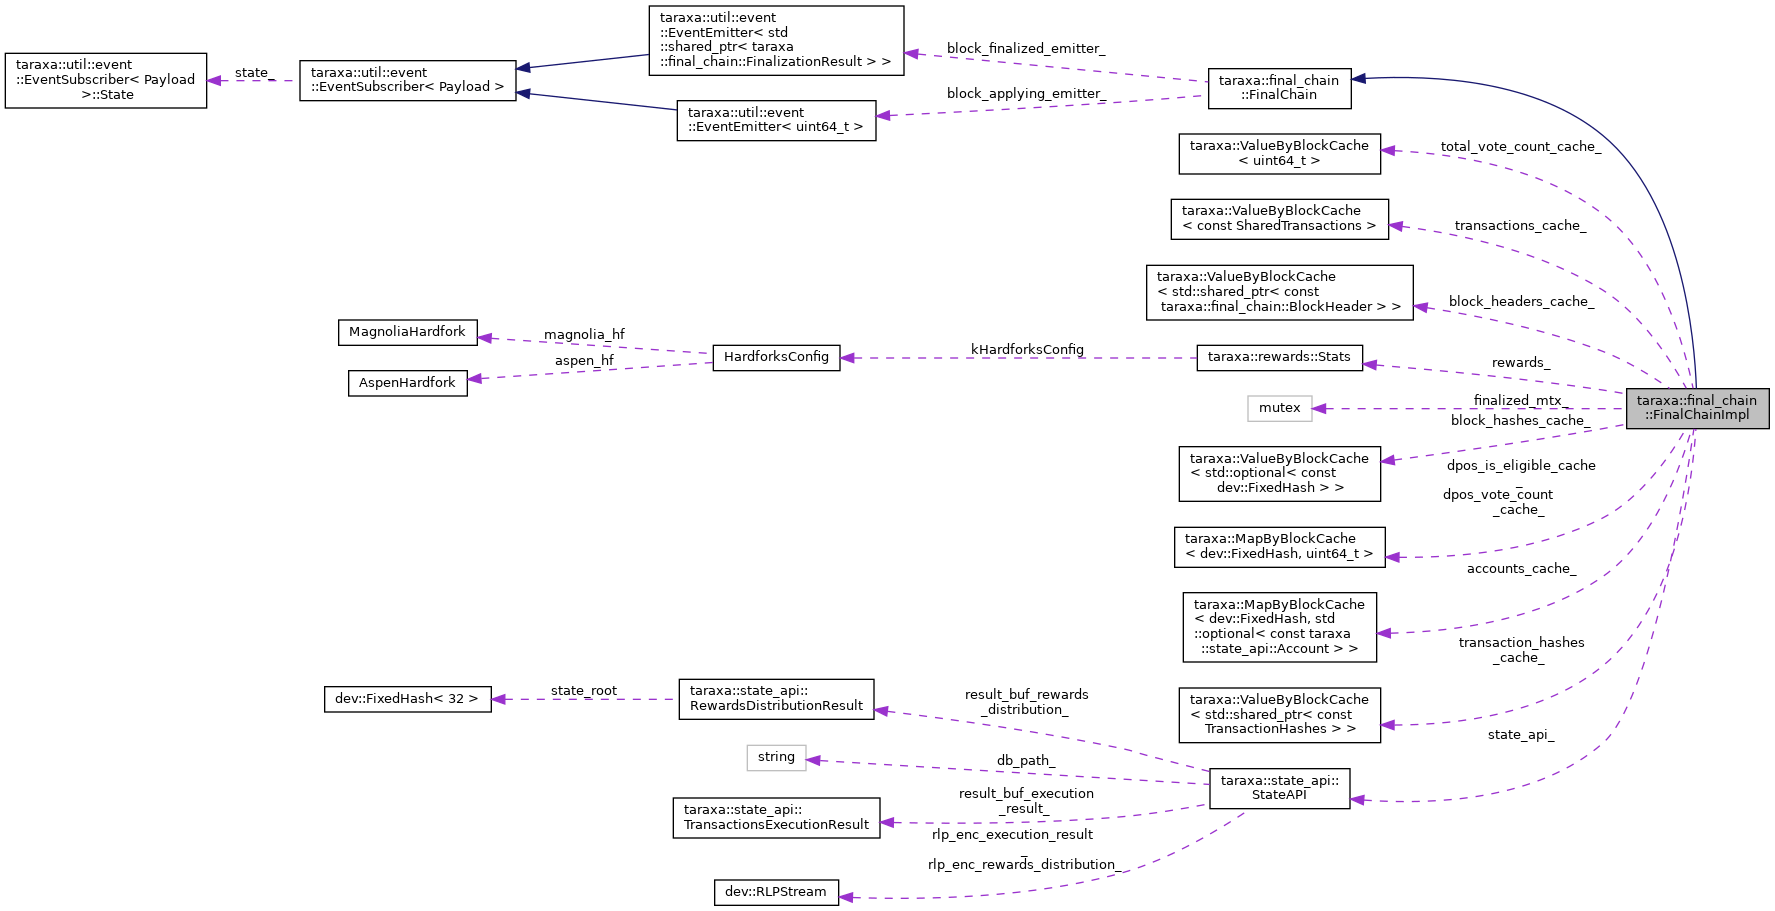 taraxa::util::event
::EventSubscriber< Payload
>::State
state_
taraxa::util::event
::EventSubscriber< Payload >
taraxa::util::event
::EventEmitter< std
::shared_ptr< taraxa
::final_chain::FinalizationResult > >
taraxa::util::event
::EventEmitter< uint64_t >
block_finalized_emitter_
block_applying_emitter_
taraxa::final_chain
::FinalChain
taraxa::ValueByBlockCache
< uint64_t >
total_vote_count_cache_
taraxa::ValueByBlockCache
< const SharedTransactions >
transactions_cache_
taraxa::ValueByBlockCache
< std::shared_ptr< const
taraxa::final_chain::BlockHeader > >
block_headers_cache_
MagnoliaHardfork
magnolia_hf
AspenHardfork
aspen_hf
HardforksConfig
kHardforksConfig
taraxa::rewards::Stats
rewards_
mutex
finalized_mtx_
taraxa::final_chain
::FinalChainImpl
block_hashes_cache_
taraxa::ValueByBlockCache
< std::optional< const
dev::FixedHash > >
dpos_is_eligible_cache
_
dpos_vote_count
_cache_
taraxa::MapByBlockCache
< dev::FixedHash, uint64_t >
accounts_cache_
taraxa::MapByBlockCache
< dev::FixedHash, std
::optional< const taraxa
::state_api::Account > >
transaction_hashes
_cache_
taraxa::ValueByBlockCache
< std::shared_ptr< const
TransactionHashes > >
state_api_
dev::FixedHash< 32 >
state_root
taraxa::state_api::
RewardsDistributionResult
result_buf_rewards
_distribution_
string
db_path_
taraxa::state_api::
StateAPI
taraxa::state_api::
TransactionsExecutionResult
result_buf_execution
_result_
rlp_enc_execution_result
_
rlp_enc_rewards_distribution_
dev::RLPStream